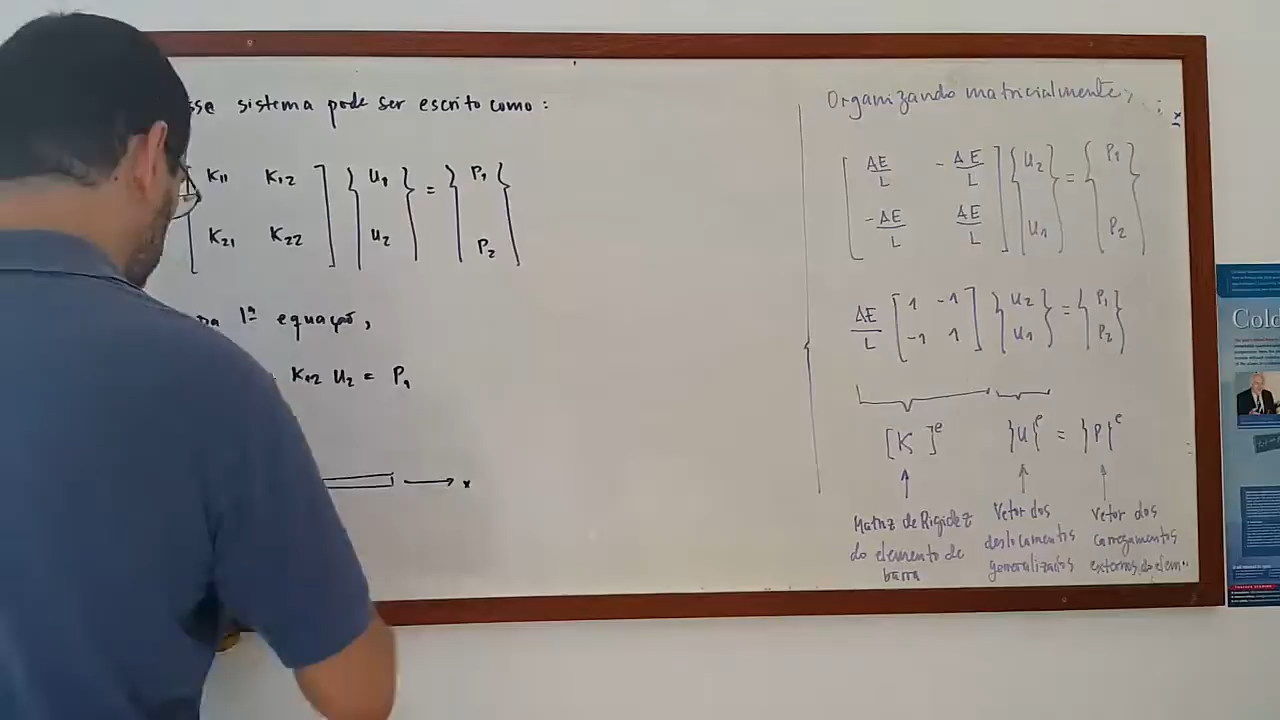 sse sistema pode ser escrito como:
K11 K12 U1 = P1
K21 K22 U2 P2
1ª equação,
K12 U2 = P1
x
Organizando matricialmente,
AE/L -AE/L U2 = P1
-AE/L AE/L U1 P2
AE/L [1 -1 U2 = P1
-1 1] U1 P2
[K]e {U}e = {P}e
Matriz de Rigidez
do elemento de
barra
Vetor dos
deslocamentos
generalizados
Vetor dos
carregamentos
externos do elem.
Cold